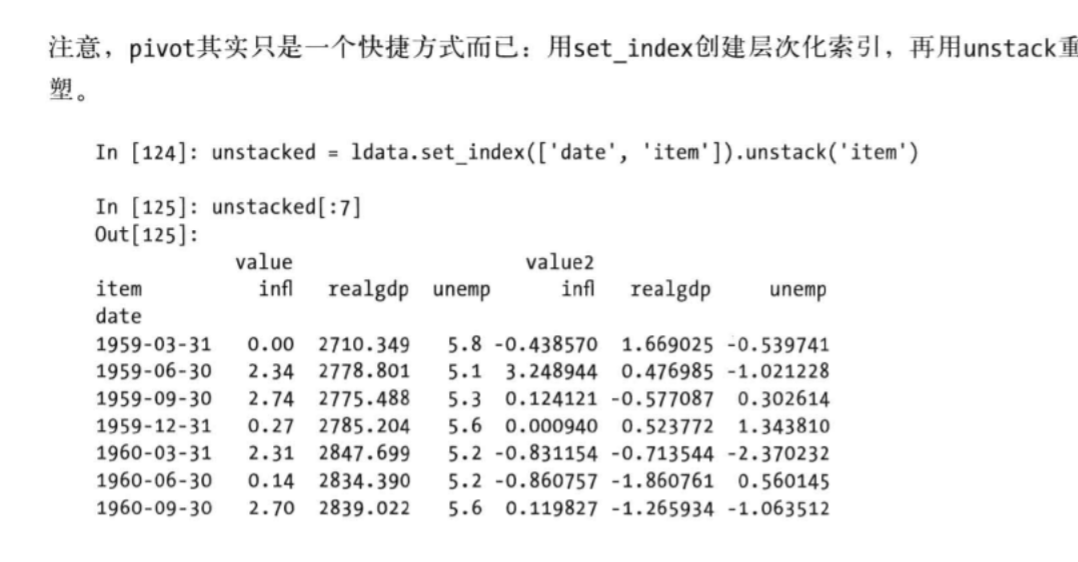 注意，pivot其实只是一个快捷方式而已：用set_index创建层次化索引，再用unstack重
塑。
In [124]: unstacked = ldata.set_index(['date', 'item']).unstack('item')
In [125]: unstacked[:7]
Out[125]:
value value2
item infl realgdp unemp infl realgdp unemp
date
1959-03-31 0.00 2710.349 5.8 -0.438570 1.669025 -0.539741
1959-06-30 2.34 2778.801 5.1 3.248944 0.476985 -1.021228
1959-09-30 2.74 2775.488 5.3 0.124121 -0.577087 0.302614
1959-12-31 0.27 2785.204 5.6 0.000940 0.523772 1.343810
1960-03-31 2.31 2847.699 5.2 -0.831154 -0.713544 -2.370232
1960-06-30 0.14 2834.390 5.2 -0.860757 -1.860761 0.560145
1960-09-30 2.70 2839.022 5.6 0.119827 -1.265934 -1.063512